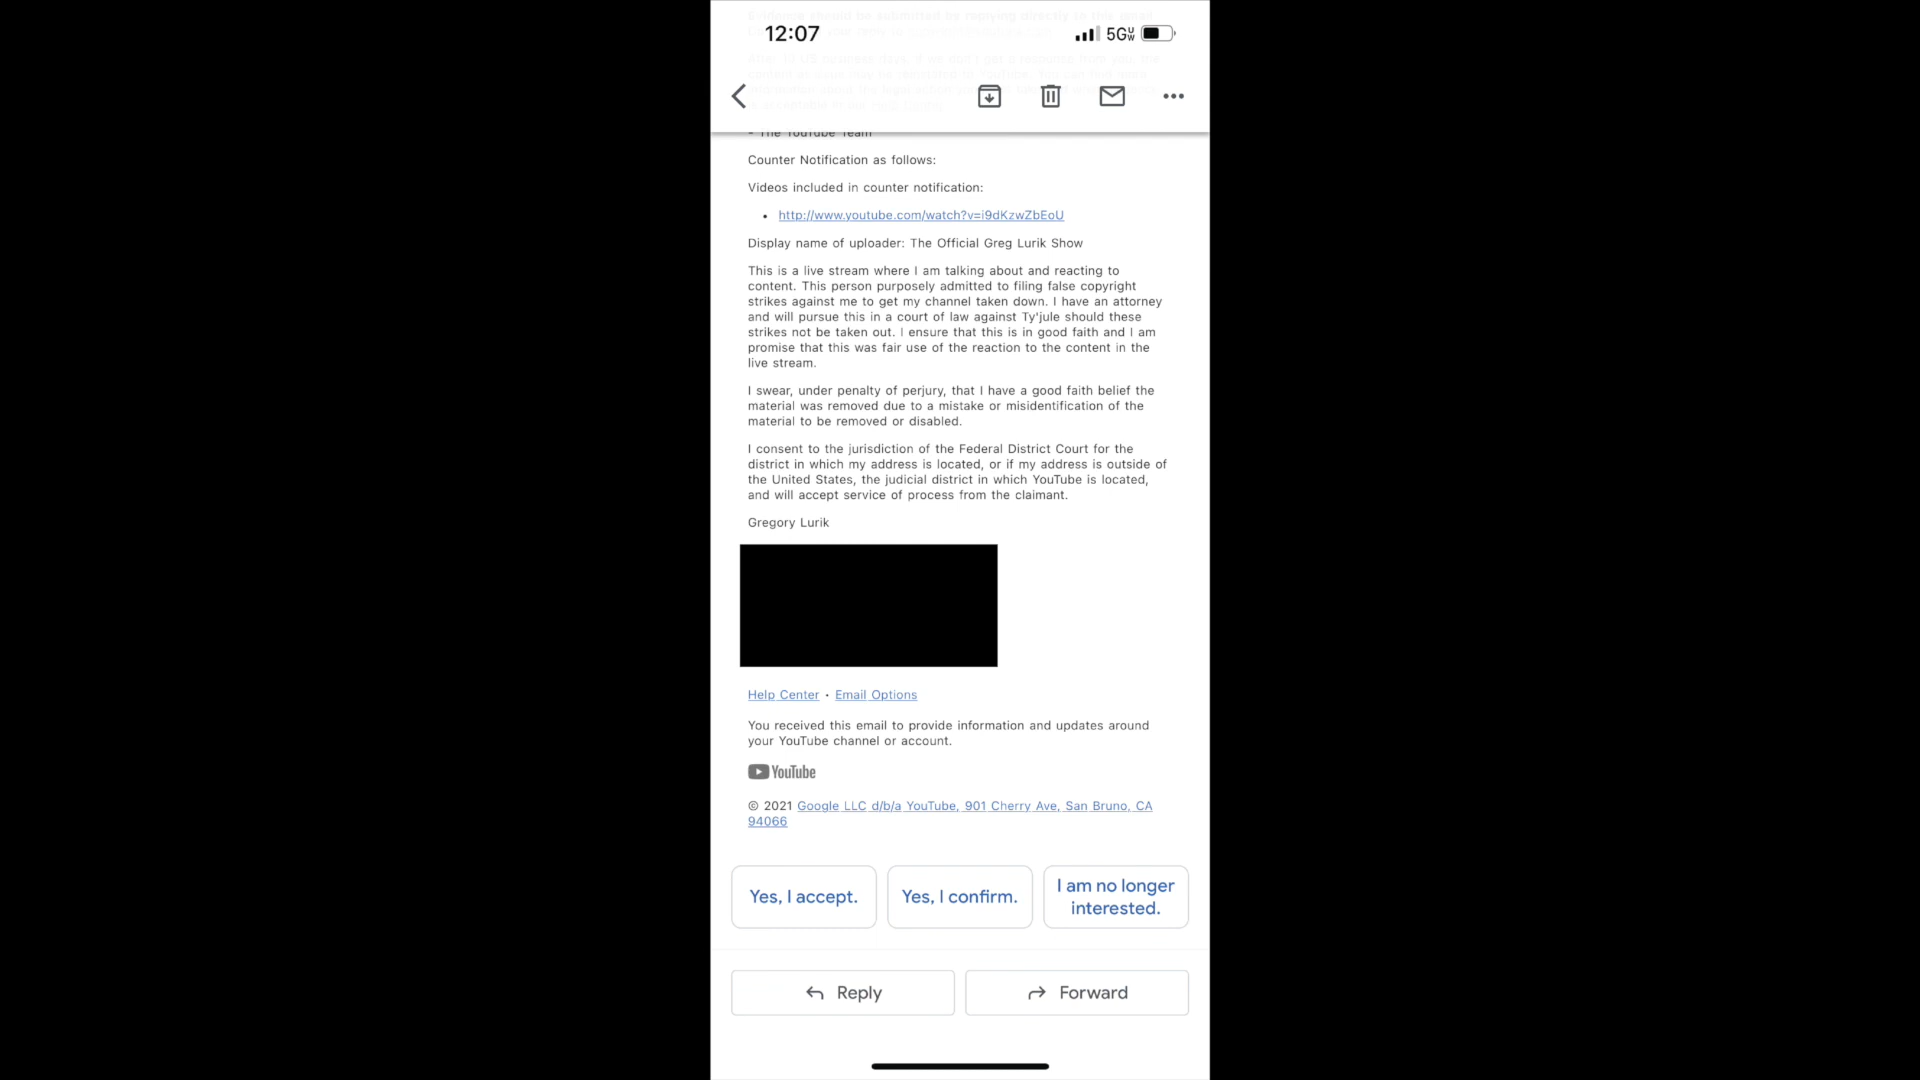 Evidence should be submitted by replying directly to this email.
12:07
5GUW
- The YouTube Team
Counter Notification as follows:
Videos included in counter notification:
• http://www.youtube.com/watch?v=i9dKzwZbEoU
Display name of uploader: The Official Greg Lurik Show
This is a live stream where I am talking about and reacting to
content. This person purposely admitted to filing false copyright
strikes against me to get my channel taken down. I have an attorney
and will pursue this in a court of law against Ty'jule should these
strikes not be taken out. I ensure that this is in good faith and I am
promise that this was fair use of the reaction to the content in the
live stream.
I swear, under penalty of perjury, that I have a good faith belief the
material was removed due to a mistake or misidentification of the
material to be removed or disabled.
I consent to the jurisdiction of the Federal District Court for the
district in which my address is located, or if my address is outside of
the United States, the judicial district in which YouTube is located,
and will accept service of process from the claimant.
Gregory Lurik
Help Center • Email Options
You received this email to provide information and updates around
your YouTube channel or account.
YouTube
© 2021 Google LLC d/b/a YouTube, 901 Cherry Ave, San Bruno, CA
94066
Yes, I accept.
Yes, I confirm.
I am no longer
interested.
Reply
Forward